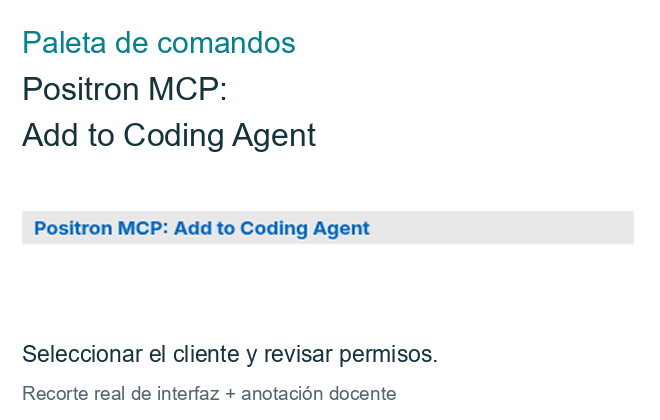 Paleta de comandos
Positron MCP:
Add to Coding Agent
Positron MCP: Add to Coding Agent
Seleccionar el cliente y revisar permisos.
Recorte real de interfaz + anotación docente